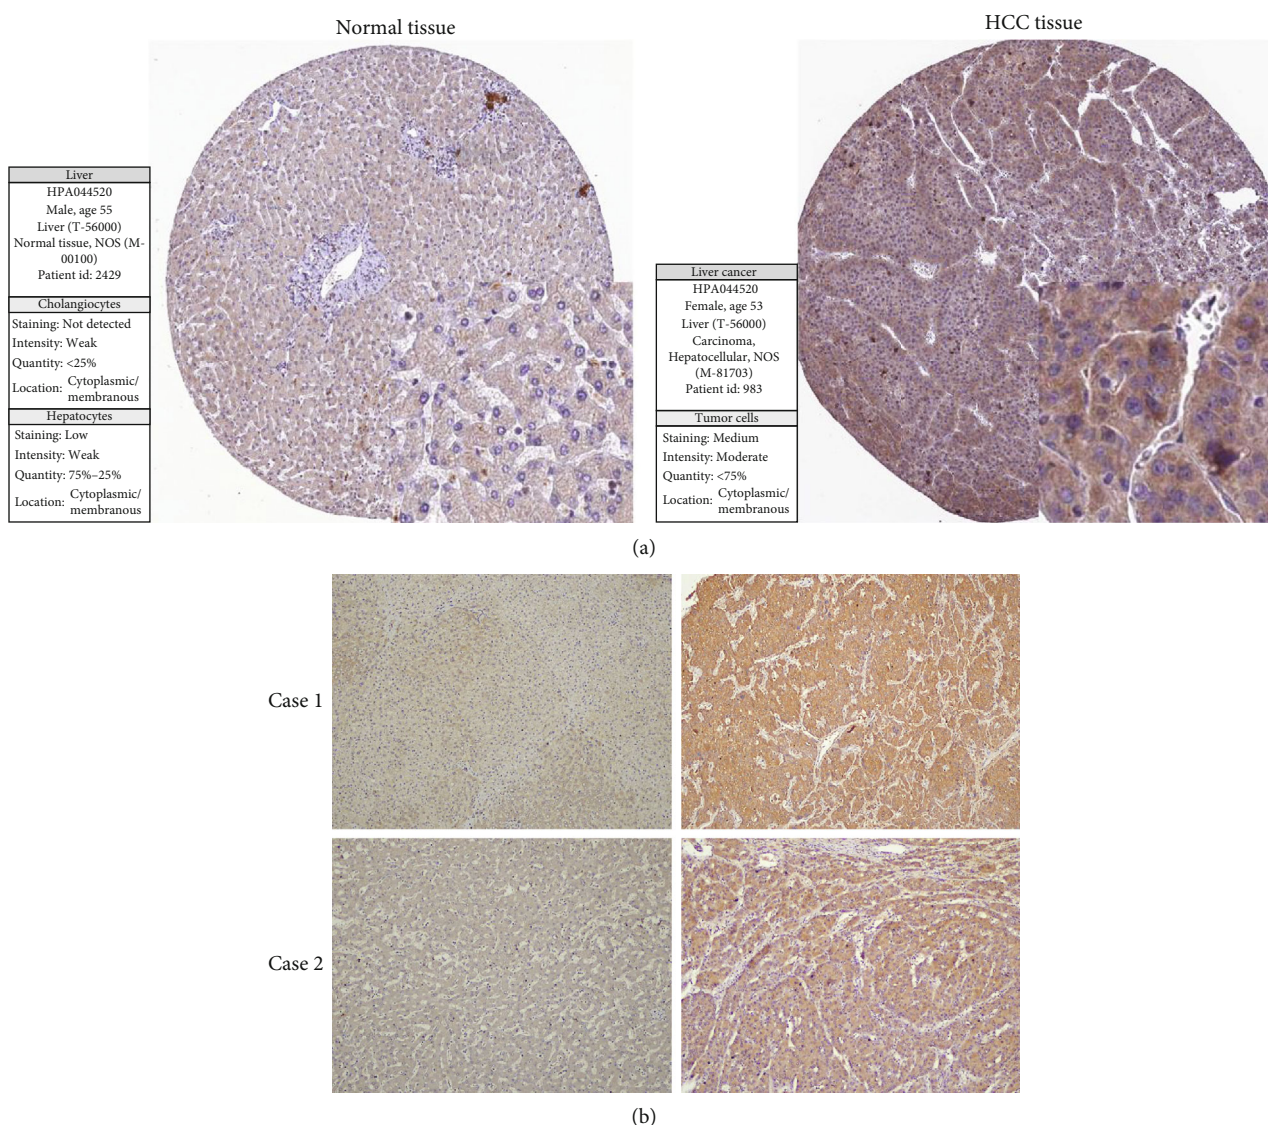 Normal tissue
HCC tissue
Liver
HPA044520
Male, age 55
Liver (T-56000)
Normal tissue, NOS (M-
00100)
Patient id: 2429
Cholangiocytes
Staining: Not detected
Intensity: Weak
Quantity: <25%
Location: Cytoplasmic/
membranous
Hepatocytes
Staining: Low
Intensity: Weak
Quantity: 75%–25%
Location: Cytoplasmic/
membranous
Liver cancer
HPA044520
Female, age 53
Liver (T-56000)
Carcinoma,
Hepatocellular, NOS
(M-81703)
Patient id: 983
Tumor cells
Staining: Medium
Intensity: Moderate
Quantity: <75%
Location: Cytoplasmic/
membranous
(a)
Case 1
Case 2
(b)